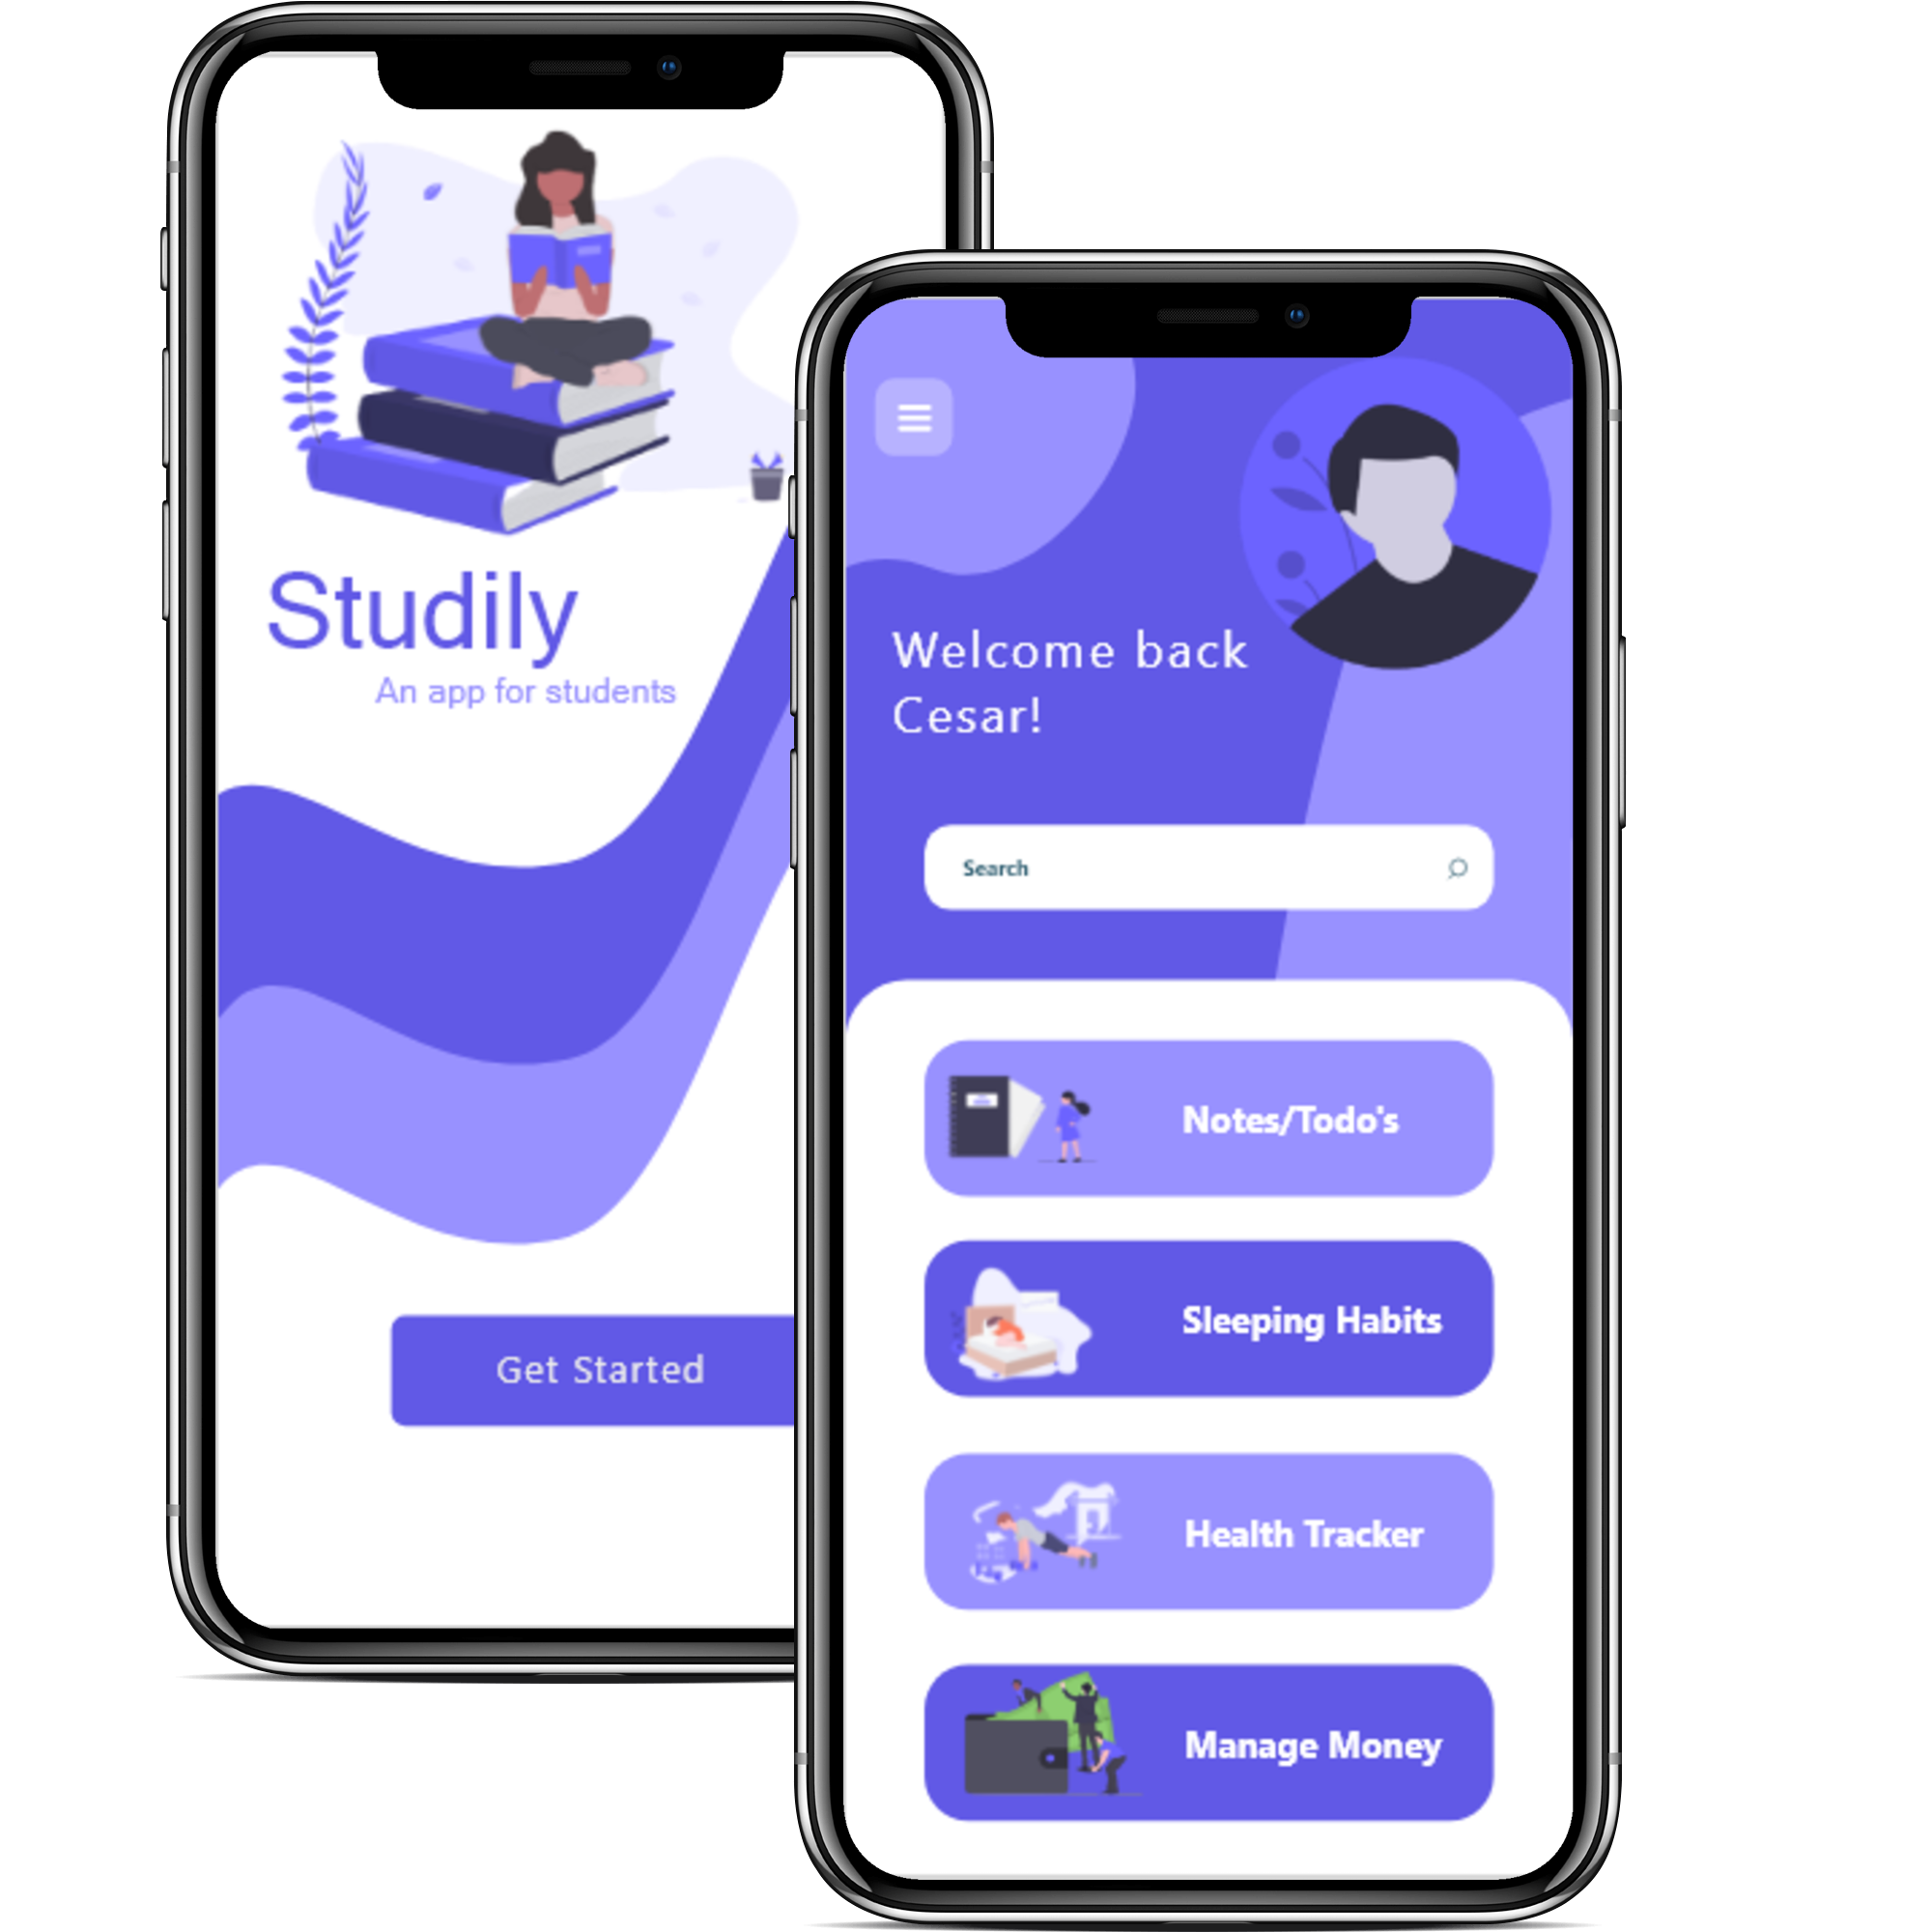 Studily
An app for students
Get Started
Welcome back
Cesar!
Search
Notes/Todo's
Sleeping Habits
Health Tracker
Manage Money